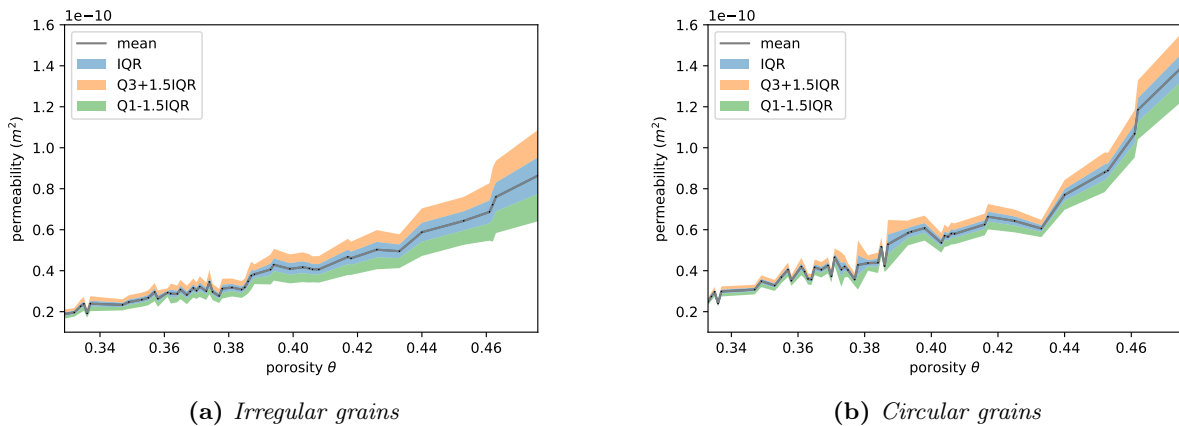 1e−10
1.6
1.4
1.2
1.0
0.8
0.6
0.4
0.2
permeability (m²)
mean
IQR
Q3+1.5IQR
Q1-1.5IQR
0.34 0.36 0.38 0.40 0.42 0.44 0.46
porosity θ
(a) Irregular grains
1e−10
1.6
1.4
1.2
1.0
0.8
0.6
0.4
0.2
permeability (m²)
mean
IQR
Q3+1.5IQR
Q1-1.5IQR
0.34 0.36 0.38 0.40 0.42 0.44 0.46
porosity θ
(b) Circular grains